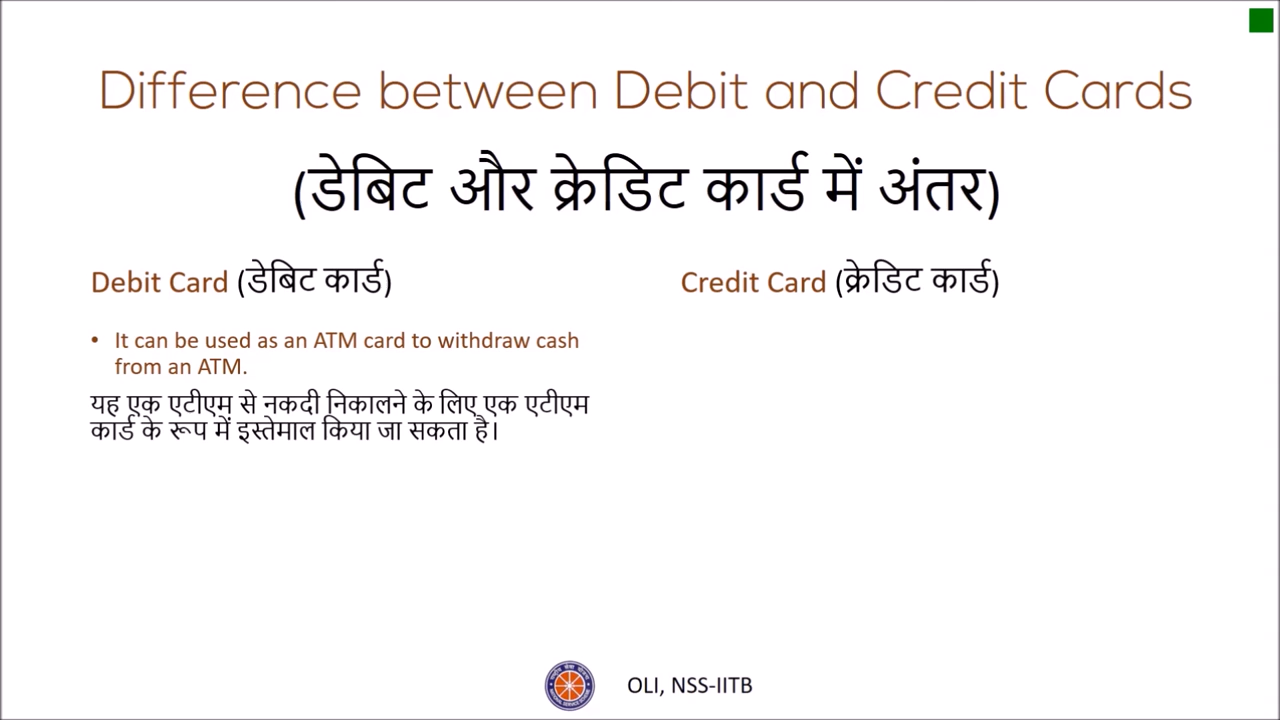 Difference between Debit and Credit Cards
(डेबिट और क्रेडिट कार्ड में अंतर)
Debit Card (डेबिट कार्ड)
Credit Card (क्रेडिट कार्ड)
• It can be used as an ATM card to withdraw cash
from an ATM.
यह एक एटीएम से नकदी निकालने के लिए एक एटीएम
कार्ड के रूप में इस्तेमाल किया जा सकता है।
OLI, NSS-IITB